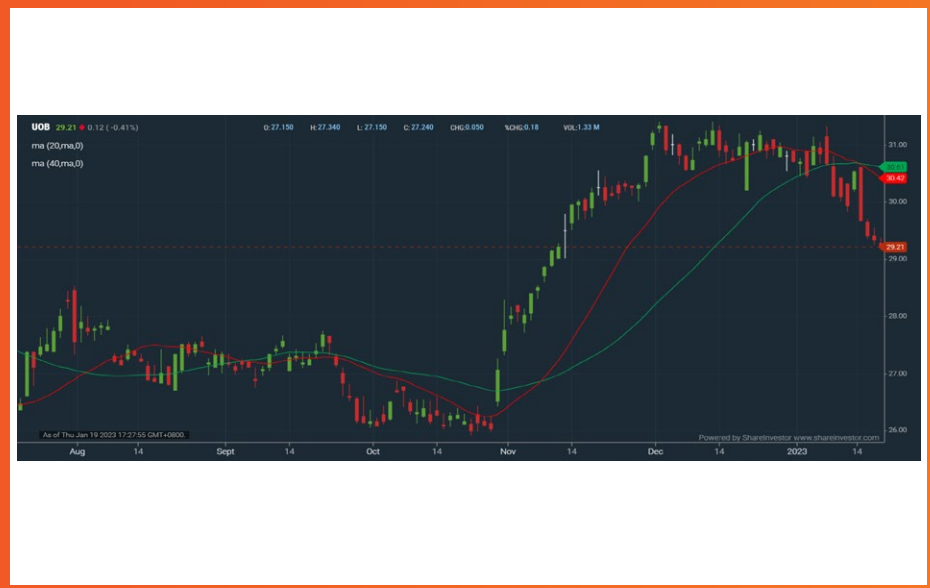 UOB 29.21 0.12 ( -0.41%) O:27.150 H:27.340 L: 27.150 C: 27.240 CHG:0.050 %CHG:0.18 VOL:1.33 M
ma (20,ma,0)
ma (40,ma,0)
31.00
30.42
30.00
29.21
29.00
28.00
27.00
26.00
As of Thu Jan 19 2023 17:27:55 GMT+0800.
Powered by ShareInvestor www.shareinvestor.com
Aug 14 Sept 14 Oct 14 Nov 14 Dec 14 2023 14